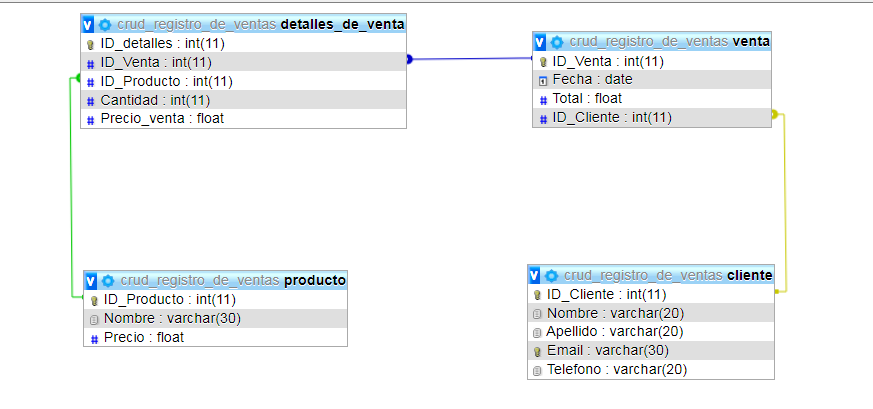 crud_registro_de_ventas detalles_de_venta
ID_detalles : int(11)
ID_Venta : int(11)
ID_Producto : int(11)
Cantidad : int(11)
Precio_venta : float
crud_registro_de_ventas venta
ID_Venta : int(11)
Fecha : date
Total : float
ID_Cliente : int(11)
crud_registro_de_ventas producto
ID_Producto : int(11)
Nombre : varchar(30)
Precio : float
crud_registro_de_ventas cliente
ID_Cliente : int(11)
Nombre : varchar(20)
Apellido : varchar(20)
Email : varchar(30)
Telefono : varchar(20)